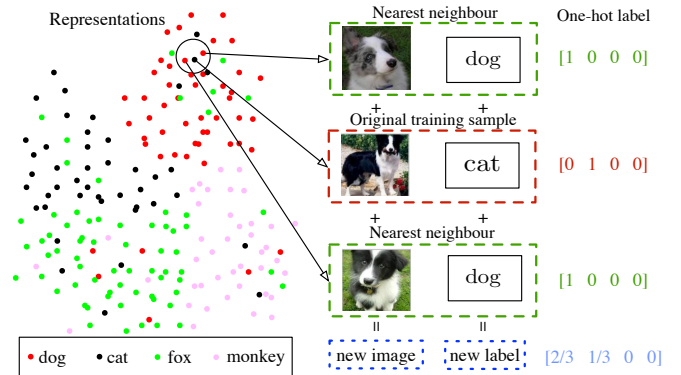 Representations
Nearest neighbour
One-hot label
dog
[1 0 0 0]
+ +
Original training sample
cat
[0 1 0 0]
+ +
Nearest neighbour
dog
[1 0 0 0]
= =
new image
new label
[2/3 1/3 0 0]
dog cat fox monkey